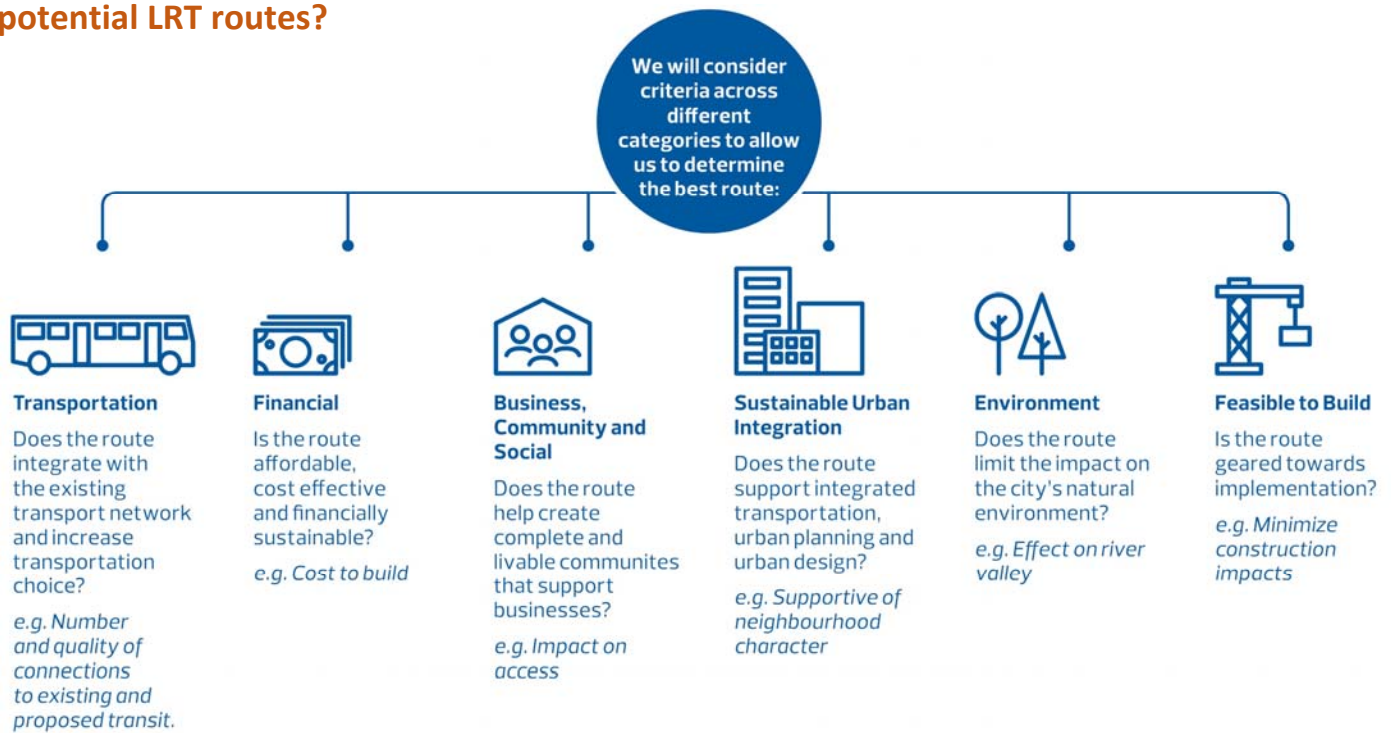 potential LRT routes?
We will consider
criteria across
different
categories to allow
us to determine
the best route:
Transportation
Does the route
integrate with
the existing
transport network
and increase
transportation
choice?
e.g. Number
and quality of
connections
to existing and
proposed transit.
Financial
Is the route
affordable,
cost effective
and financially
sustainable?
e.g. Cost to build
Business,
Community and
Social
Does the route
help create
complete and
livable communites
that support
businesses?
e.g. Impact on
access
Sustainable Urban
Integration
Does the route
support integrated
transportation,
urban planning and
urban design?
e.g. Supportive of
neighbourhood
character
Environment
Does the route
limit the impact on
the city's natural
environment?
e.g. Effect on river
valley
Feasible to Build
Is the route
geared towards
implementation?
e.g. Minimize
construction
impacts